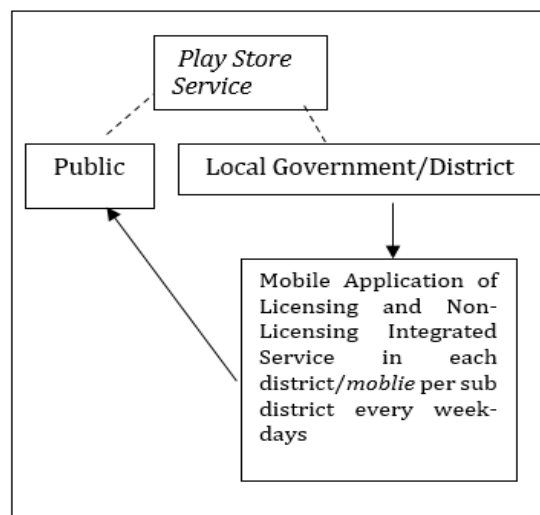 Play Store
Service
Public
Local Government/District
Mobile Application of
Licensing and Non-
Licensing Integrated
Service in each
district/moblie per sub
district every week-
days